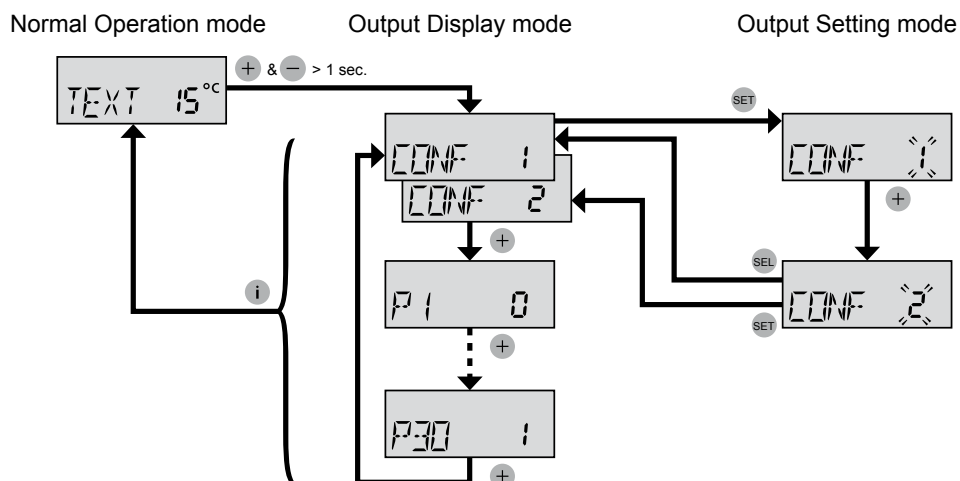 Normal Operation mode
Output Display mode
Output Setting mode
+ & − > 1 sec.
TEXT 15°C
SET
CONF 1
CONF 1
CONF 2
+
+
SEL
i
P1 0
CONF 2
SET
+
P30 1
+